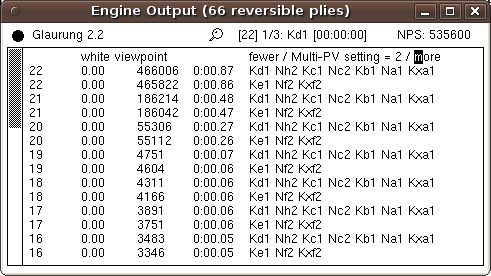 Engine Output (66 reversible plies)
Glaurung 2.2 [22] 1/3: Kd1 [00:00:00] NPS: 535600
white viewpoint fewer / Multi-PV setting = 2 / more
22 0.00 466006 0:00.87 Kd1 Nh2 Kc1 Nc2 Kb1 Na1 Kxa1
22 0.00 465822 0:00.86 Ke1 Nf2 Kxf2
21 0.00 186214 0:00.48 Kd1 Nh2 Kc1 Nc2 Kb1 Na1 Kxa1
21 0.00 186042 0:00.47 Ke1 Nf2 Kxf2
20 0.00 55306 0:00.27 Kd1 Nh2 Kc1 Nc2 Kb1 Na1 Kxa1
20 0.00 55112 0:00.26 Ke1 Nf2 Kxf2
19 0.00 4751 0:00.07 Kd1 Nh2 Kc1 Nc2 Kb1 Na1 Kxa1
19 0.00 4604 0:00.06 Ke1 Nf2 Kxf2
18 0.00 4311 0:00.06 Kd1 Nh2 Kc1 Nc2 Kb1 Na1 Kxa1
18 0.00 4166 0:00.06 Ke1 Nf2 Kxf2
17 0.00 3891 0:00.06 Kd1 Nh2 Kc1 Nc2 Kb1 Na1 Kxa1
17 0.00 3751 0:00.06 Ke1 Nf2 Kxf2
16 0.00 3483 0:00.05 Kd1 Nh2 Kc1 Nc2 Kb1 Na1 Kxa1
16 0.00 3346 0:00.05 Ke1 Nf2 Kxf2